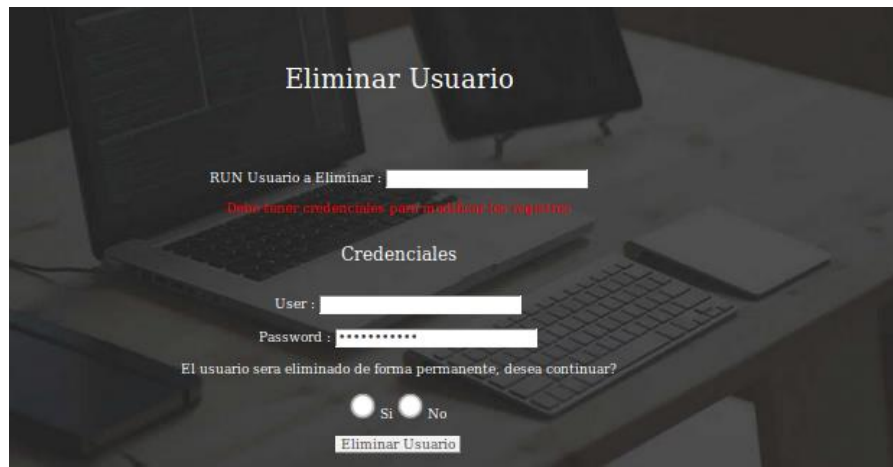 Eliminar Usuario
RUN Usuario a Eliminar :
Debe tener credenciales para modificar los registros
Credenciales
User :
Password : •••••••••••
El usuario sera eliminado de forma permanente, desea continuar?
Si No
Eliminar Usuario